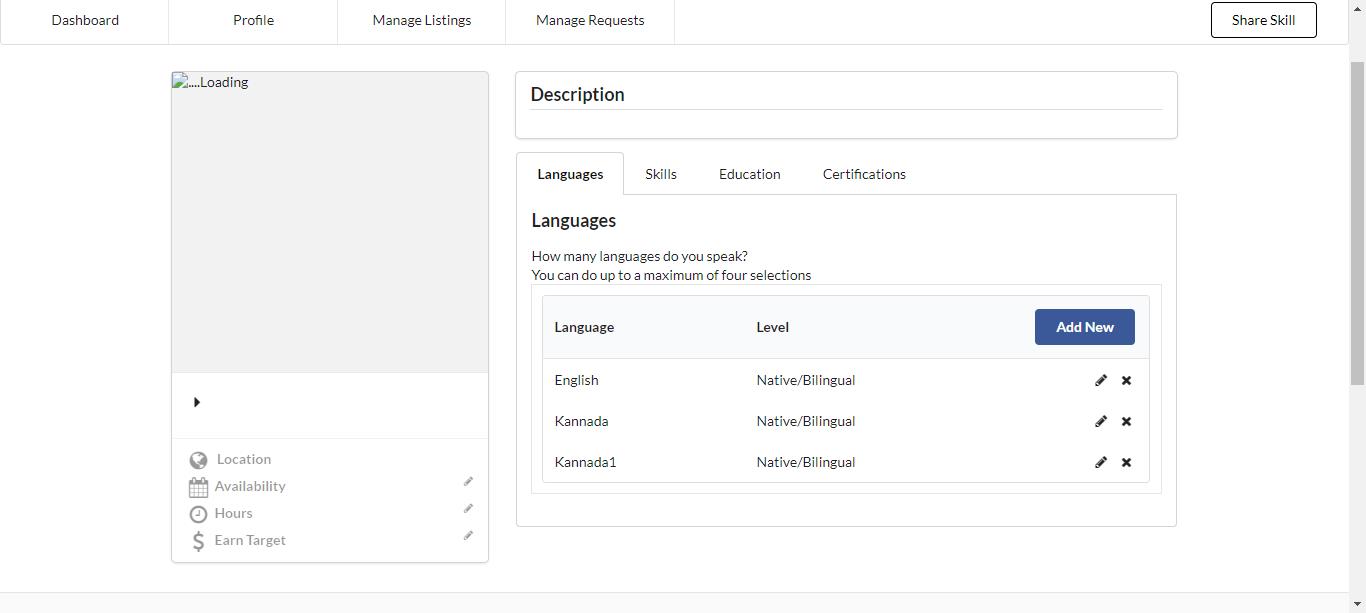 Dashboard Profile Manage Listings Manage Requests Share Skill
....Loading
Description
Languages Skills Education Certifications
Languages
How many languages do you speak?
You can do up to a maximum of four selections
Language Level Add New
English Native/Bilingual
Kannada Native/Bilingual
Kannada1 Native/Bilingual
Location
Availability
Hours
Earn Target